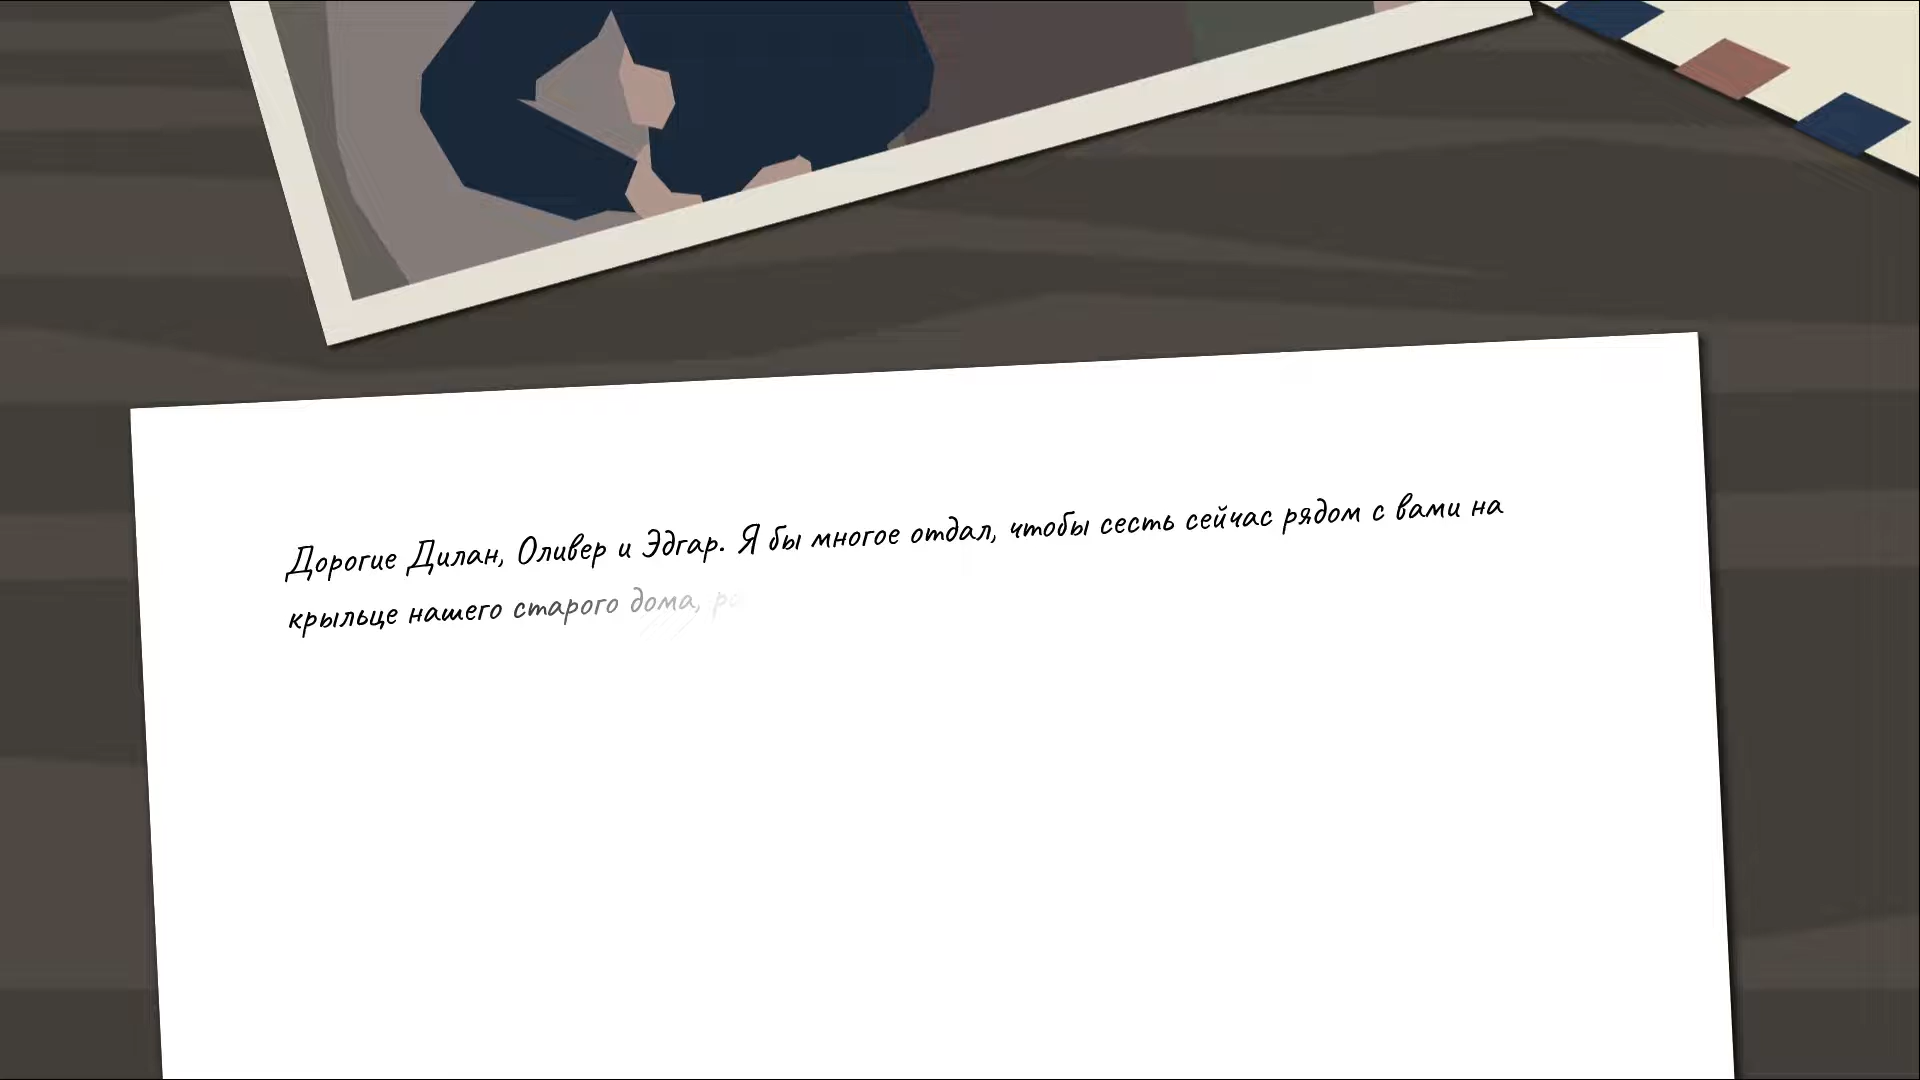 Дорогие Дилан, Оливер и Эдгар. Я бы многое отдал, чтобы сесть сейчас рядом с вами на
крыльце нашего старого дома,